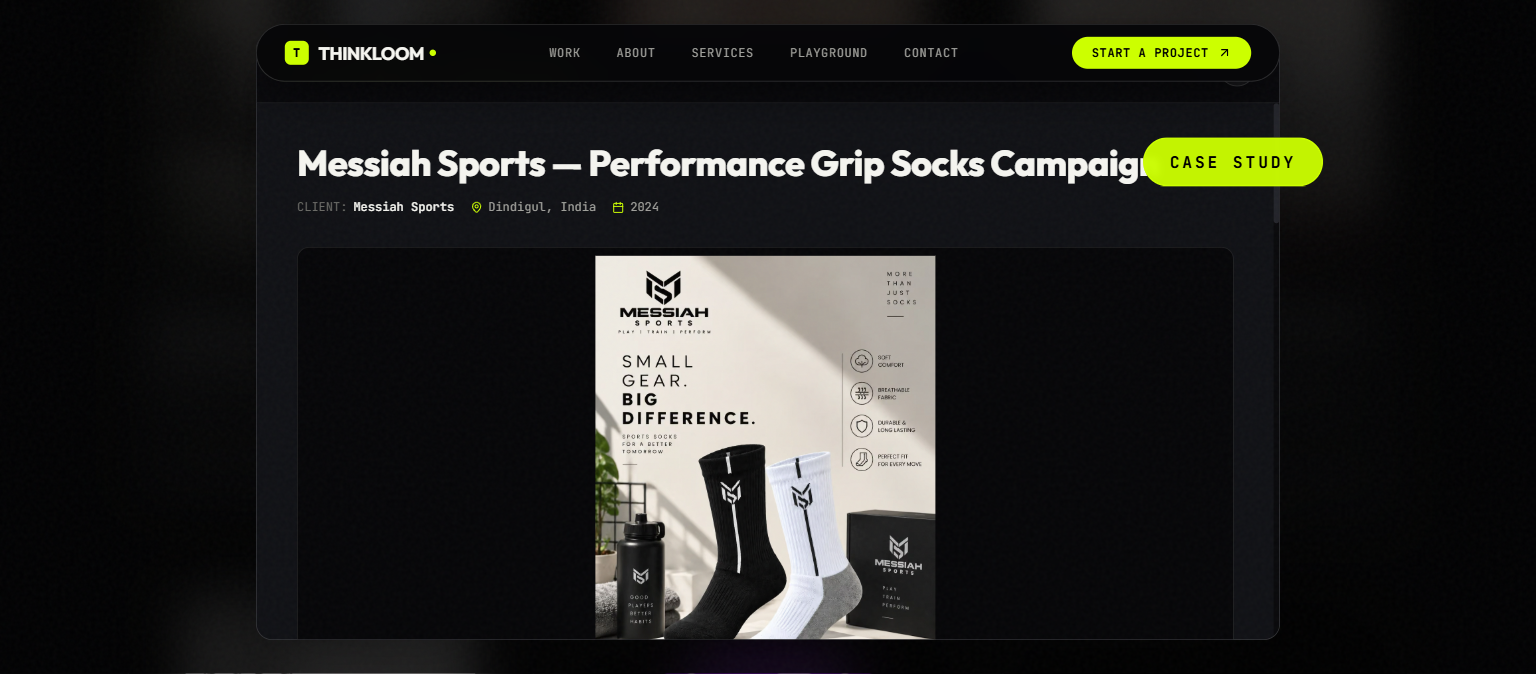 T THINKLOOM
WORK ABOUT SERVICES PLAYGROUND CONTACT
START A PROJECT
Messiah Sports — Performance Grip Socks Campaign
CASE STUDY
CLIENT: Messiah Sports Dindigul, India 2024
MESSIAH
SPORTS
PLAY | TRAIN | PERFORM
MORE
THAN
JUST
SOCKS
SMALL
GEAR.
BIG
DIFFERENCE.
SPORTS SOCKS
FOR A BETTER
TOMORROW
SOFT
COMFORT
BREATHABLE
FABRIC
DURABLE &
LONG LASTING
PERFECT FIT
FOR EVERY MOVE
GOOD
PLAYERS
BETTER
HABITS
MESSIAH
SPORTS
PLAY
TRAIN
PERFORM